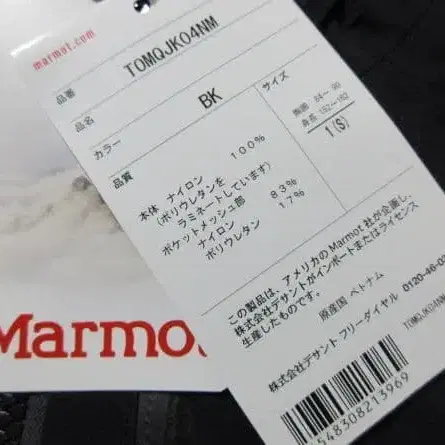 marmot.com
品番
TOMQJK04NM
品名
カラー
BK
サイズ
胸囲 84～90
身長 152～162
1(S)
品質
本体 ナイロン 100%
(ポリウレタンを
ラミネートしています)
ポケットメッシュ部
ナイロン 83%
ポリウレタン 17%
この製品は、アメリカのMarmot社が企画し、
株式会社デサントがインポートまたはライセンス
生産したものです。
原産国 ベトナム
株式会社デサント フリーダイヤル 0120-46-03
TOMQJK04NM
Marmot
4548308213969